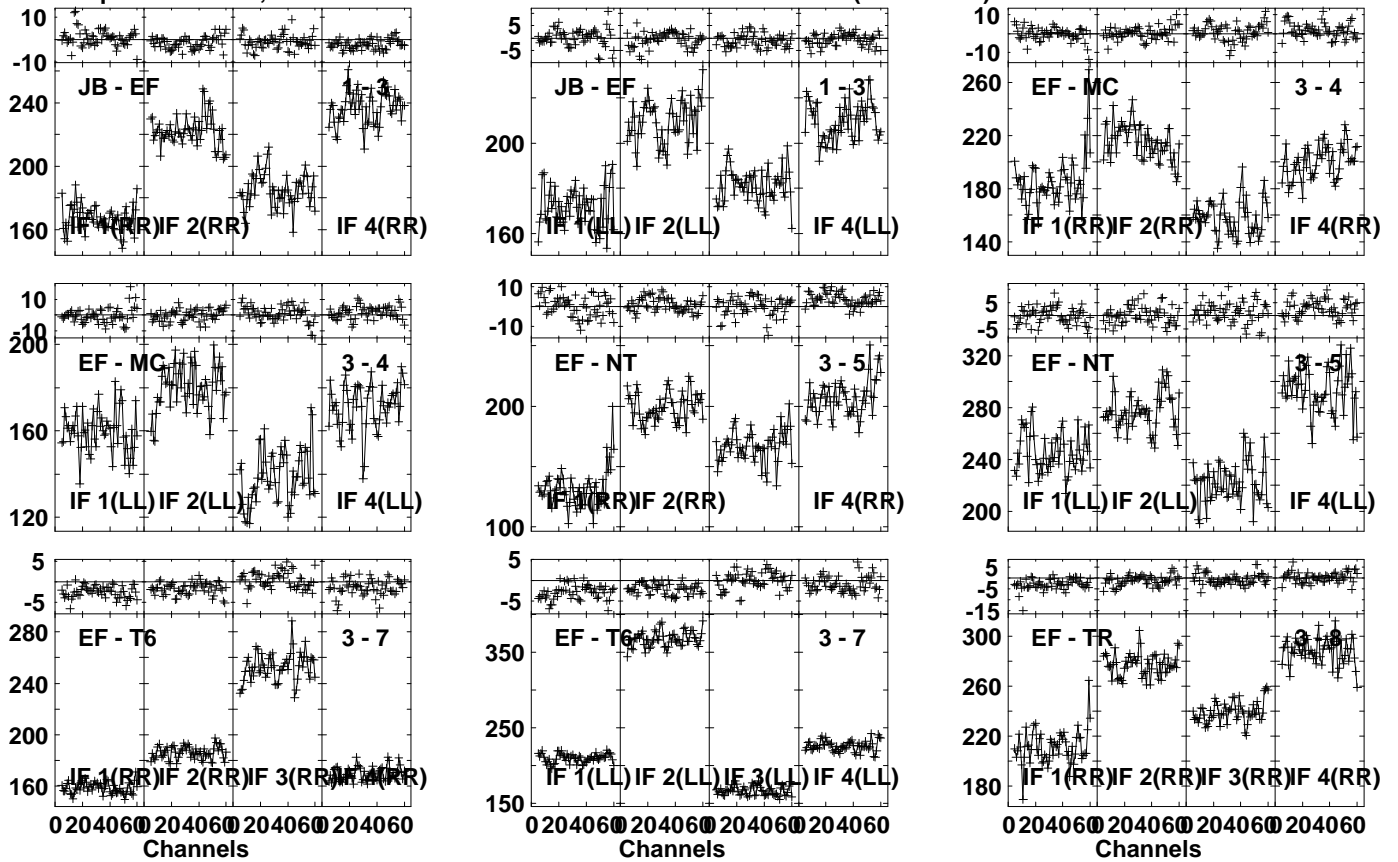 10
-10
JB - EF
1 - 3
240
200
160
IF 1(RR)
IF 2(RR)
IF 4(RR)
5
-5
JB - EF
1 - 3
200
160
IF 1(LL)
IF 2(LL)
IF 4(LL)
10
-10
EF - MC
3 - 4
220
180
140
IF 1(RR)
IF 2(RR)
IF 4(RR)
10
-10
200
EF - MC
3 - 4
160
120
IF 1(LL)
IF 2(LL)
IF 4(LL)
10
-10
EF - NT
3 - 5
200
100
IF 1(RR)
IF 2(RR)
IF 4(RR)
5
-5
EF - NT
3 - 5
320
280
240
200
IF 1(LL)
IF 2(LL)
IF 4(LL)
5
-5
EF - T6
3 - 7
280
240
200
160
IF 1(RR)
IF 2(RR)
IF 3(RR)
IF 4(RR)
0 204060
0 204060
0 204060
0 204060
Channels
5
-5
EF - T6
3 - 7
350
250
150
IF 1(LL)
IF 2(LL)
IF 3(LL)
IF 4(LL)
0 204060
0 204060
0 204060
0 204060
Channels
5
-5
-15
EF - TR
3 - 8
300
260
220
180
IF 1(RR)
IF 2(RR)
IF 3(RR)
IF 4(RR)
0 204060
0 204060
0 204060
0 204060
Channels